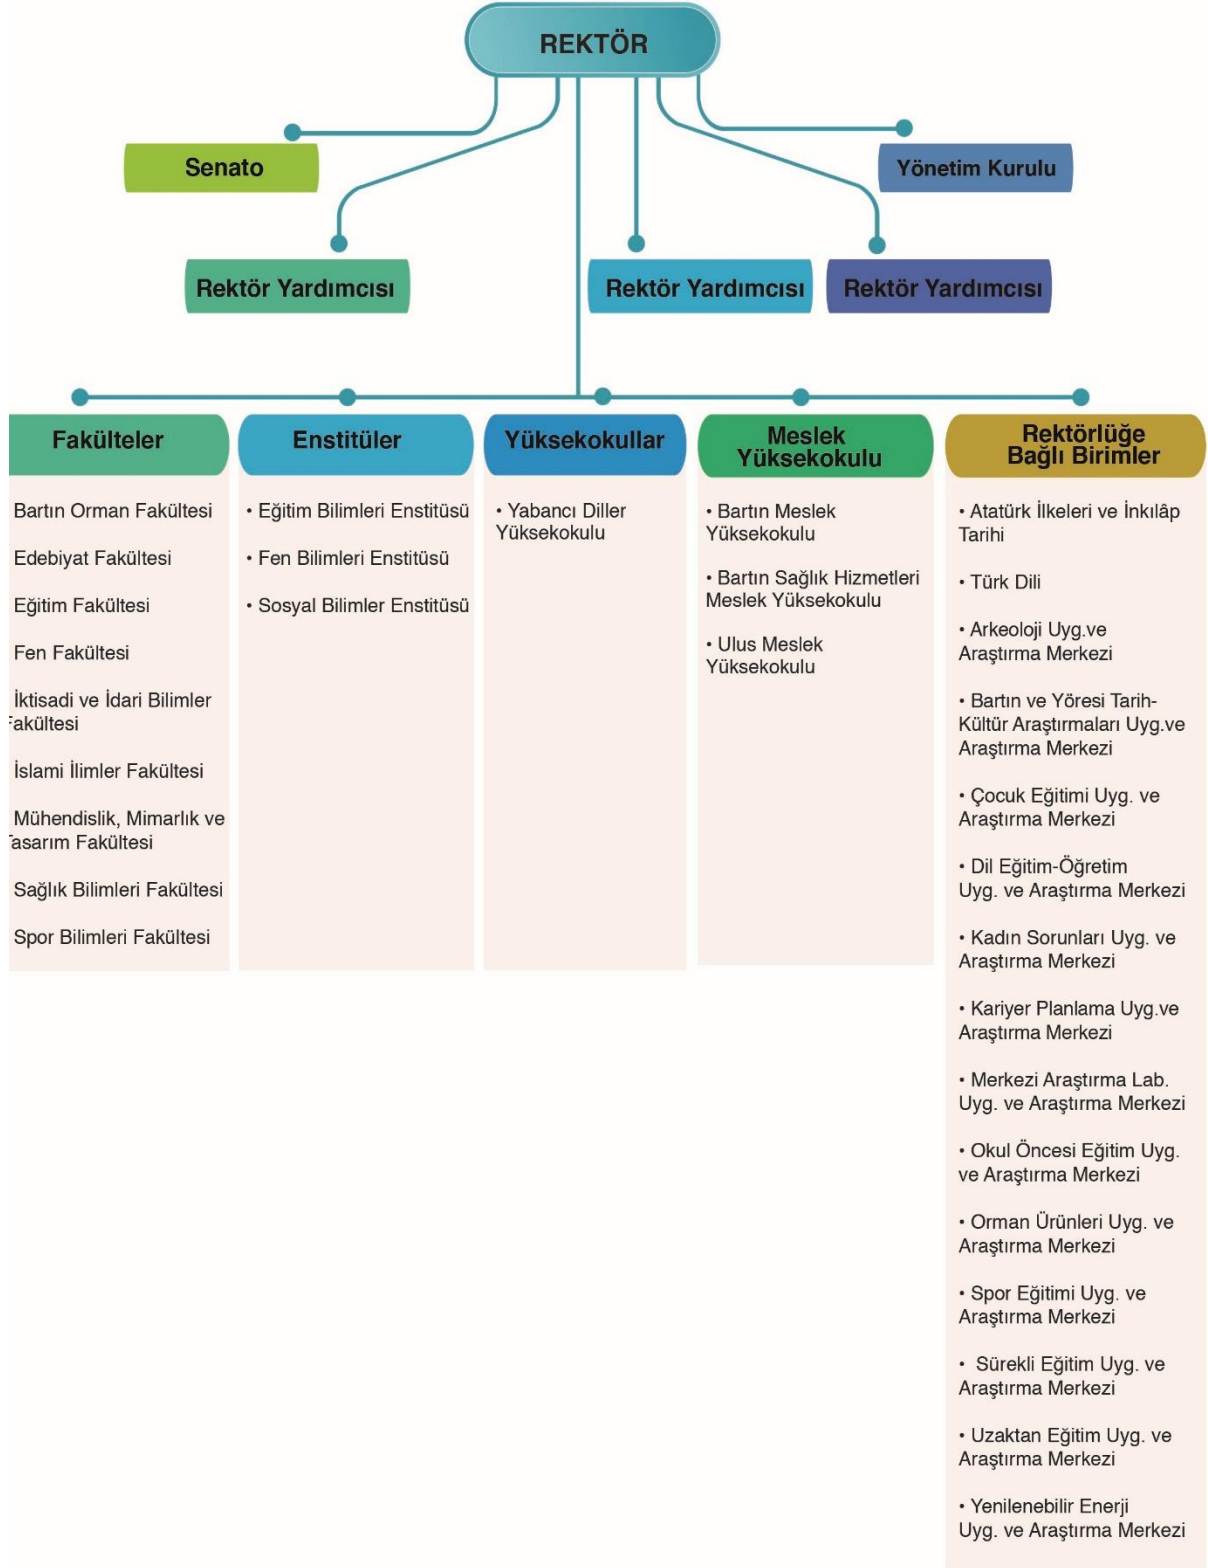 REKTÖR
Senato
Yönetim Kurulu
Rektör Yardımcısı
Rektör Yardımcısı
Rektör Yardımcısı
Fakülteler
Bartın Orman Fakültesi
Edebiyat Fakültesi
Eğitim Fakültesi
Fen Fakültesi
İktisadi ve İdari Bilimler
Fakültesi
İslami İlimler Fakültesi
Mühendislik, Mimarlık ve
Tasarım Fakültesi
Sağlık Bilimleri Fakültesi
Spor Bilimleri Fakültesi
Enstitüler
• Eğitim Bilimleri Enstitüsü
• Fen Bilimleri Enstitüsü
• Sosyal Bilimler Enstitüsü
Yüksekokullar
• Yabancı Diller
Yüksekokulu
Meslek
Yüksekokulu
• Bartın Meslek
Yüksekokulu
• Bartın Sağlık Hizmetleri
Meslek Yüksekokulu
• Ulus Meslek
Yüksekokulu
Rektörlüğe
Bağlı Birimler
• Atatürk İlkeleri ve İnkılâp
Tarihi
• Türk Dili
• Arkeoloji Uyg.ve
Araştırma Merkezi
• Bartın ve Yöresi Tarih-
Kültür Araştırmaları Uyg.ve
Araştırma Merkezi
• Çocuk Eğitimi Uyg. ve
Araştırma Merkezi
• Dil Eğitim-Öğretim
Uyg. ve Araştırma Merkezi
• Kadın Sorunları Uyg. ve
Araştırma Merkezi
• Kariyer Planlama Uyg.ve
Araştırma Merkezi
• Merkezi Araştırma Lab.
Uyg. ve Araştırma Merkezi
• Okul Öncesi Eğitim Uyg.
ve Araştırma Merkezi
• Orman Ürünleri Uyg. ve
Araştırma Merkezi
• Spor Eğitimi Uyg. ve
Araştırma Merkezi
• Sürekli Eğitim Uyg. ve
Araştırma Merkezi
• Uzaktan Eğitim Uyg. ve
Araştırma Merkezi
• Yenilenebilir Enerji
Uyg. ve Araştırma Merkezi